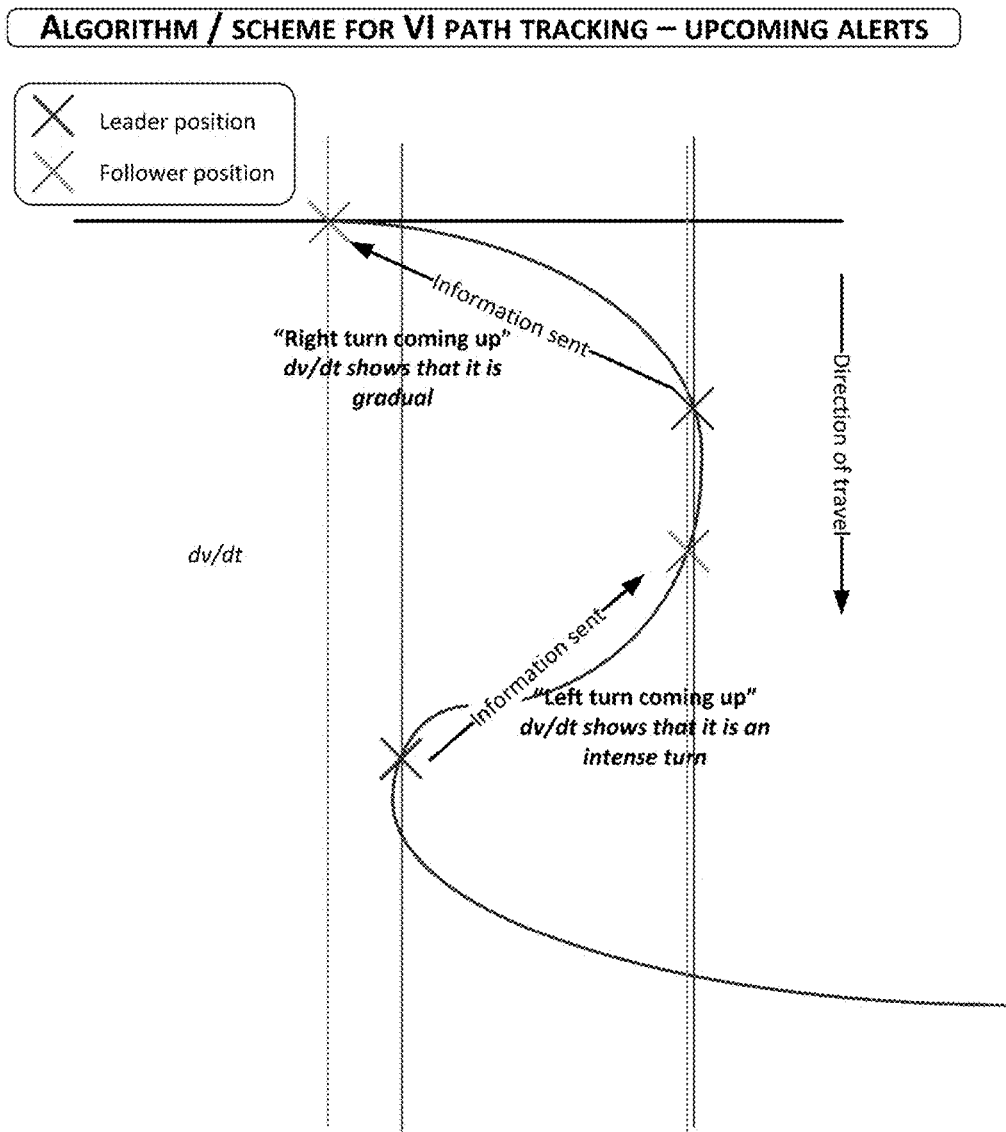 ALGORITHM / SCHEME FOR VI PATH TRACKING – UPCOMING ALERTS
Leader position
Follower position
Information sent
"Right turn coming up"
dv/dt shows that it is
gradual
Direction of travel
dv/dt
Information sent
"Left turn coming up"
dv/dt shows that it is an
intense turn